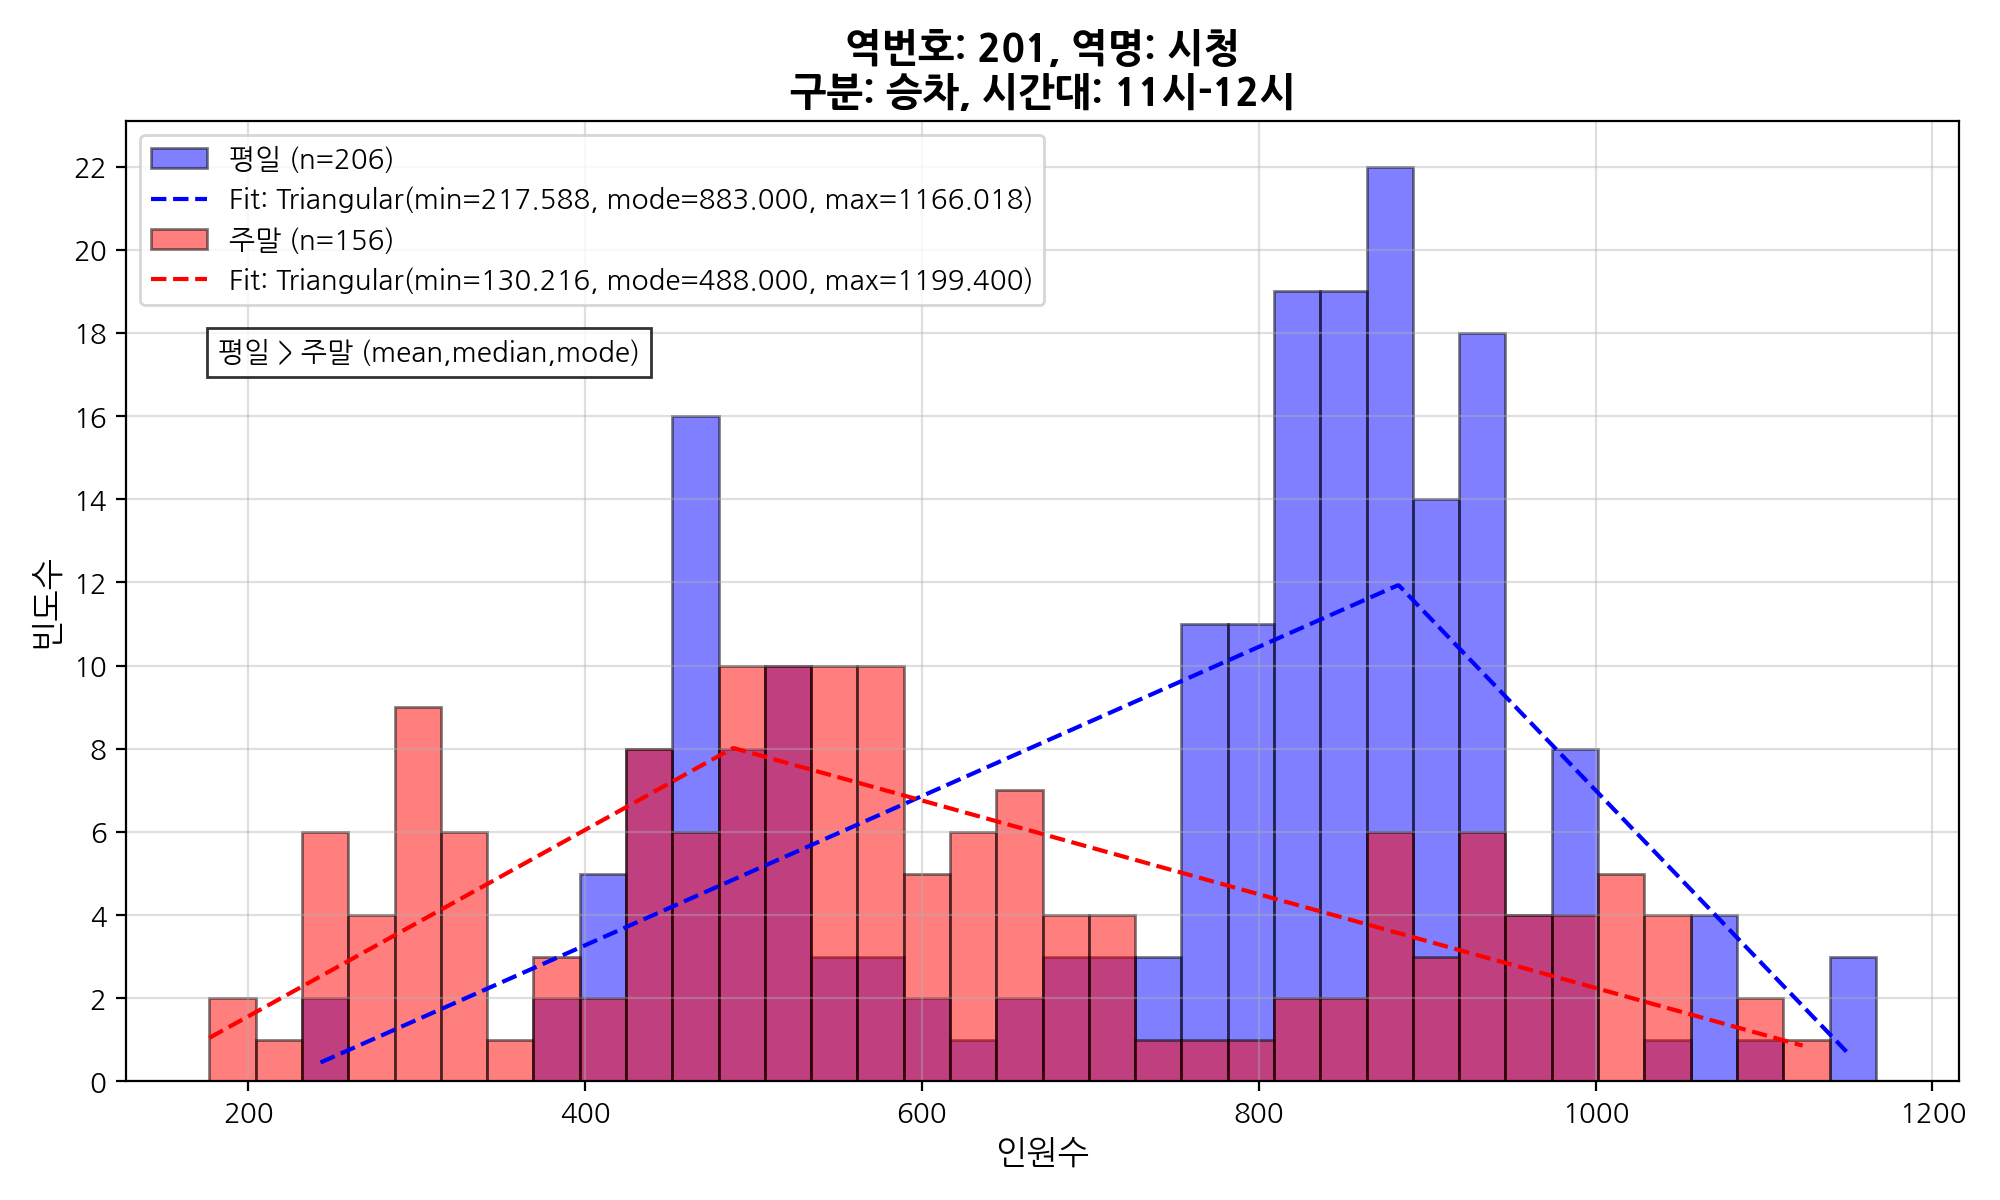 역번호: 201, 역명: 시청
구분: 승차, 시간대: 11시-12시
평일 (n=206)
Fit: Triangular(min=217.588, mode=883.000, max=1166.018)
주말 (n=156)
Fit: Triangular(min=130.216, mode=488.000, max=1199.400)
평일 > 주말 (mean,median,mode)
빈도수
22
20
18
16
14
12
10
8
6
4
2
0
200 400 600 800 1000 1200
인원수